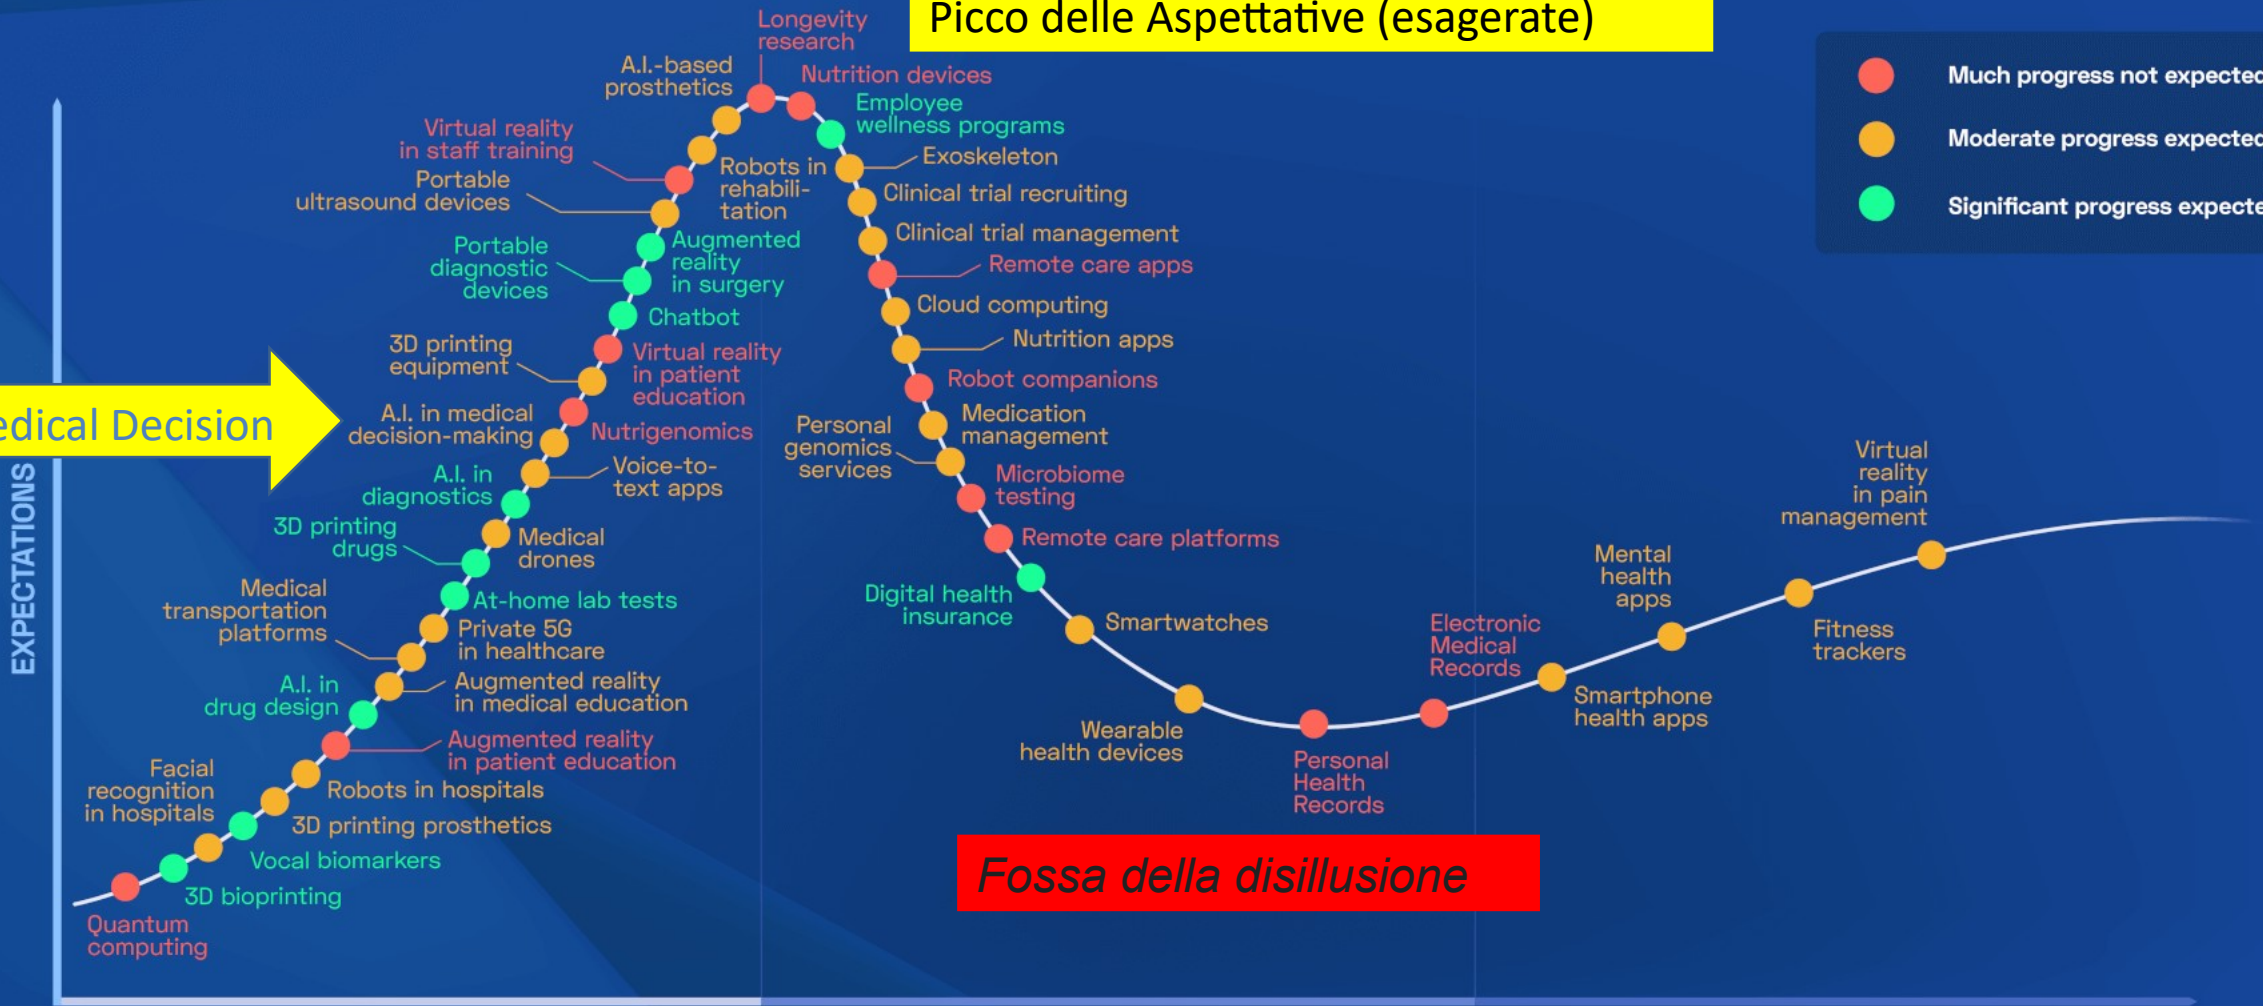 Picco delle Aspettative (esagerate)
Much progress not expected
Moderate progress expected
Significant progress expecte
EXPECTATIONS
edical Decision
Longevity
research
A.I.-based
prosthetics
Nutrition devices
Employee
wellness programs
Virtual reality
in staff training
Exoskeleton
Robots in
rehabili-
tation
Portable
ultrasound devices
Clinical trial recruiting
Augmented
reality
in surgery
Clinical trial management
Portable
diagnostic
devices
Remote care apps
Cloud computing
Chatbot
Nutrition apps
3D printing
equipment
Virtual reality
in patient
education
Robot companions
A.I. in medical
decision-making
Nutrigenomics
Medication
management
Personal
genomics
services
Voice-to-
text apps
A.I. in
diagnostics
Microbiome
testing
3D printing
drugs
Medical
drones
Remote care platforms
Medical
transportation
platforms
At-home lab tests
Digital health
insurance
Private 5G
in healthcare
Smartwatches
A.I. in
drug design
Augmented reality
in medical education
Wearable
health devices
Augmented reality
in patient education
Personal
Health
Records
Electronic
Medical
Records
Smartphone
health apps
Mental
health
apps
Fitness
trackers
Virtual
reality
in pain
management
Facial
recognition
in hospitals
Robots in hospitals
3D printing prosthetics
Vocal biomarkers
3D bioprinting
Quantum
computing
Fossa della disillusione